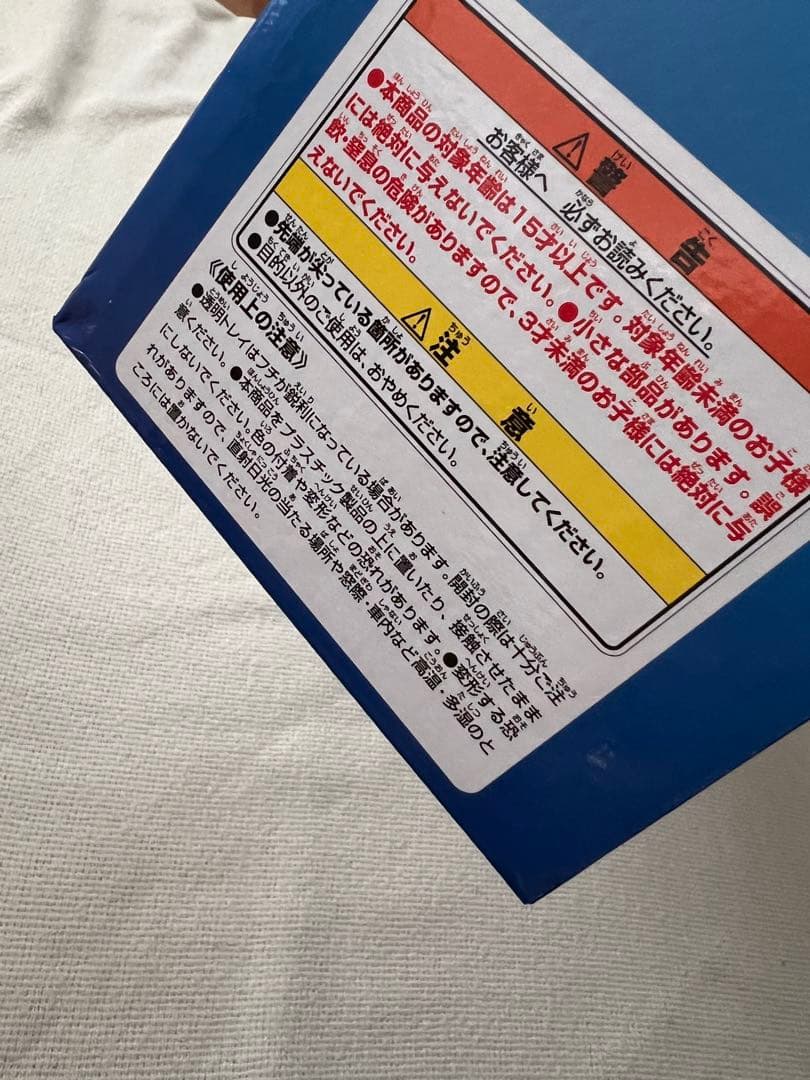 ⚠警告
お客様へ 必ずお読みください。
●本商品の対象年齢は15才以上です。対象年齢未満のお子様
には絶対に与えないでください。●小さな部品があります。誤
飲・窒息の危険がありますので、3才未満のお子様には絶対に与
えないでください。
⚠注意
●先端が尖っている箇所がありますので、注意してください。
●目的以外のご使用は、おやめください。
《使用上の注意》
●透明トレイはフチが鋭利になっている場合があります。開封の際は十分ご注
意ください。●本商品をプラスチック製品の上に置いたり、接触させたまま
にしないでください。色の付着や変形などの恐れがあります。●変形する恐
れがありますので、直射日光の当たる場所や窓際・車内など高温・多湿のと
ころには置かないでください。